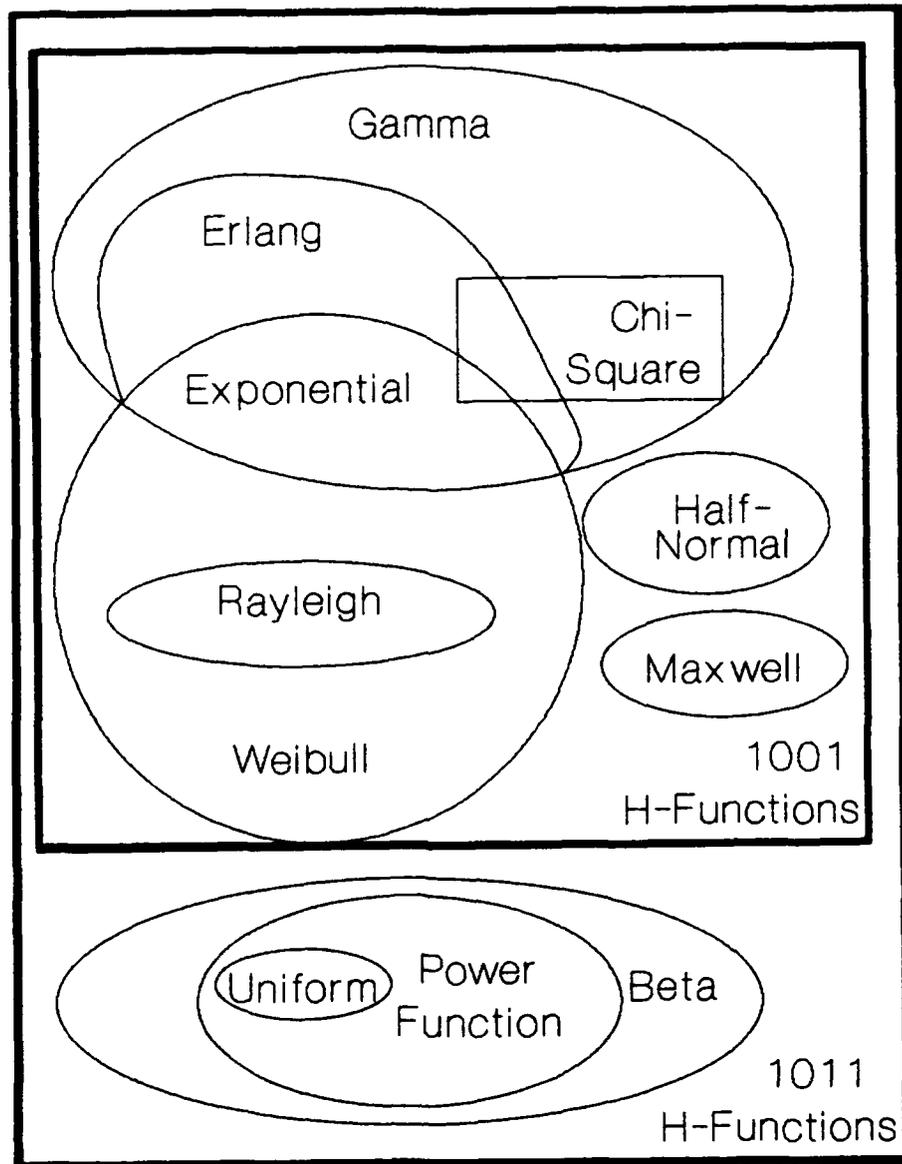 Gamma
Erlang
Chi-
Square
Exponential
Half-
Normal
Rayleigh
Maxwell
Weibull
1001
H-Functions
Uniform
Power
Function
Beta
1011
H-Functions